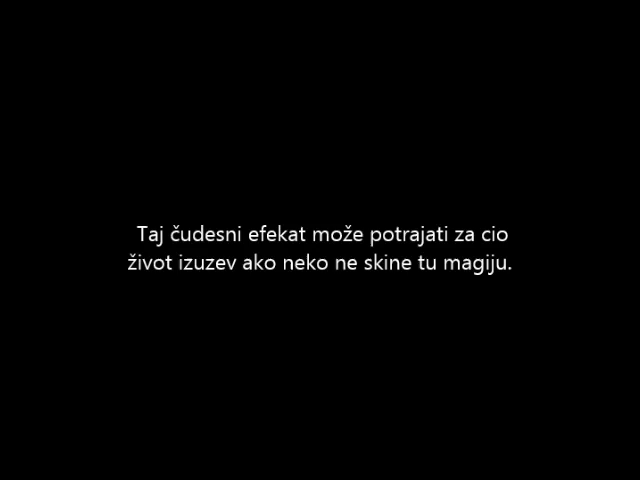 Taj čudesni efekat može potrajati za cio
život izuzev ako neko ne skine tu magiju.